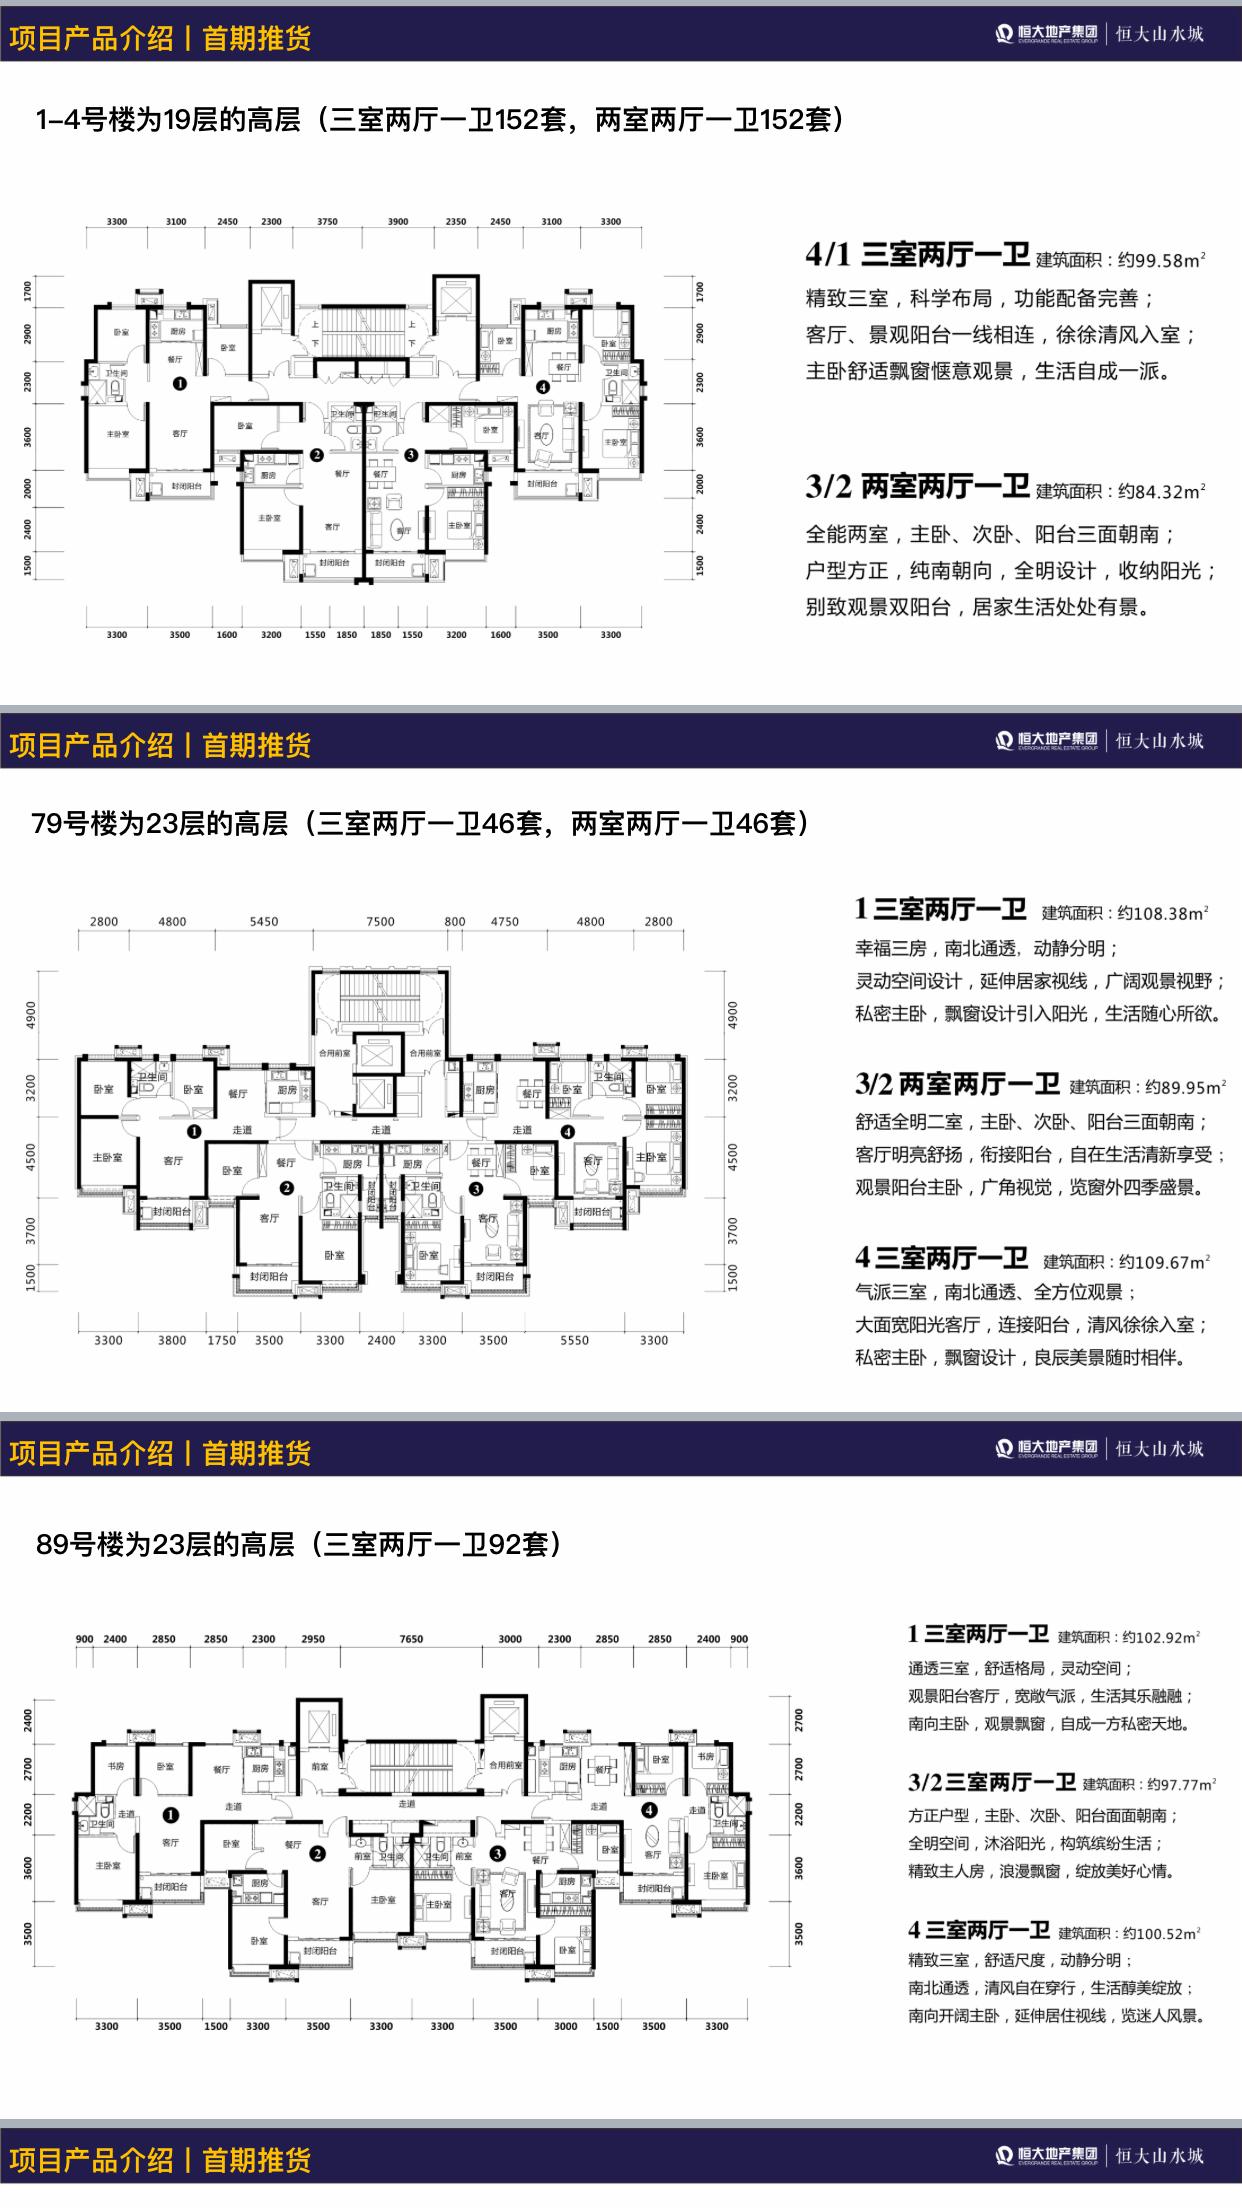 项目产品介绍丨首期推货
恒大地产集团
EVERGRANDE REAL ESTATE GROUP
恒大山水城
1-4号楼为19层的高层（三室两厅一卫152套，两室两厅一卫152套）
3300 3100 2450 2300 3750 3900 2350 2450 3100 3300
1700 2900 2300 3600 2000 2400 1500
卧室 厨房 卧室 上 下 上 下 卧室 厨房 卧室
卫生间 餐厅 餐厅 卫生间
1 4
主卧室 客厅 卧室 卫生间 卫生间 卧室 客厅 主卧室
2 3
封闭阳台 厨房 餐厅 餐厅 厨房 封闭阳台
主卧室 客厅 客厅 主卧室
封闭阳台 封闭阳台
1700 2900 2300 3600 2000 2400 1500
3300 3500 1600 3200 1550 1850 1850 1550 3200 1600 3500 3300
4/1 三室两厅一卫 建筑面积：约99.58m²
精致三室，科学布局，功能配备完善；
客厅、景观阳台一线相连，徐徐清风入室；
主卧舒适飘窗惬意观景，生活自成一派。
3/2 两室两厅一卫 建筑面积：约84.32m²
全能两室，主卧、次卧、阳台三面朝南；
户型方正，纯南朝向，全明设计，收纳阳光；
别致观景双阳台，居家生活处处有景。
项目产品介绍丨首期推货
恒大地产集团
EVERGRANDE REAL ESTATE GROUP
恒大山水城
79号楼为23层的高层（三室两厅一卫46套，两室两厅一卫46套）
2800 4800 5450 7500 800 4750 4800 2800
4900 3200 4500 3700 1500
合用前室 合用前室
卧室 卫生间 卧室 餐厅 厨房 厨房 餐厅 卧室 卫生间 卧室
1 走道 走道 走道 4
主卧室 客厅 卧室 餐厅 厨房 厨房 餐厅 卧室 客厅 主卧室
2 卫生间 封闭阳台 封闭阳台 卫生间 3
封闭阳台 客厅 客厅 封闭阳台
卧室 卧室
封闭阳台 封闭阳台
4900 3200 4500 3700 1500
3300 3800 1750 3500 3300 2400 3300 3500 5550 3300
1 三室两厅一卫 建筑面积：约108.38m²
幸福三房，南北通透，动静分明；
灵动空间设计，延伸居家视线，广阔观景视野；
私密主卧，飘窗设计引入阳光，生活随心所欲。
3/2 两室两厅一卫 建筑面积：约89.95m²
舒适全明二室，主卧、次卧、阳台三面朝南；
客厅明亮舒扬，衔接阳台，自在生活清新享受；
观景阳台主卧，广角视觉，览窗外四季盛景。
4 三室两厅一卫 建筑面积：约109.67m²
气派三室，南北通透、全方位观景；
大面宽阳光客厅，连接阳台，清风徐徐入室；
私密主卧，飘窗设计，良辰美景随时相伴。
项目产品介绍丨首期推货
恒大地产集团
EVERGRANDE REAL ESTATE GROUP
恒大山水城
89号楼为23层的高层（三室两厅一卫92套）
900 2400 2850 2850 2300 2950 7650 3000 2300 2850 2850 2400 900
2400 2700 2200 3600 3500
书房 卧室 餐厅 厨房 前室 合用前室 厨房 餐厅 卧室 书房
走道 1 走道 走道 走道 4 走道
卫生间 卫生间
客厅 卧室 餐厅 前室 卫生间 卫生间 前室 餐厅 卧室 客厅
2 3
主卧室 封闭阳台 厨房 客厅 主卧室 主卧室 客厅 厨房 封闭阳台 主卧室
卧室 封闭阳台 封闭阳台 卧室
2700 2700 2200 3600 3500
3300 3500 1500 3300 3500 3300 3300 3500 3000 1500 3500 3300
1 三室两厅一卫 建筑面积：约102.92m²
通透三室，舒适格局，灵动空间；
观景阳台客厅，宽敞气派，生活其乐融融；
南向主卧，观景飘窗，自成一方私密天地。
3/2 三室两厅一卫 建筑面积：约97.77m²
方正户型，主卧、次卧、阳台面面朝南；
全明空间，沐浴阳光，构筑缤纷生活；
精致主人房，浪漫飘窗，绽放美好心情。
4 三室两厅一卫 建筑面积：约100.52m²
精致三室，舒适尺度，动静分明；
南北通透，清风自在穿行，生活醇美绽放；
南向开阔主卧，延伸居住视线，览迷人风景。
项目产品介绍丨首期推货
恒大地产集团
EVERGRANDE REAL ESTATE GROUP
恒大山水城